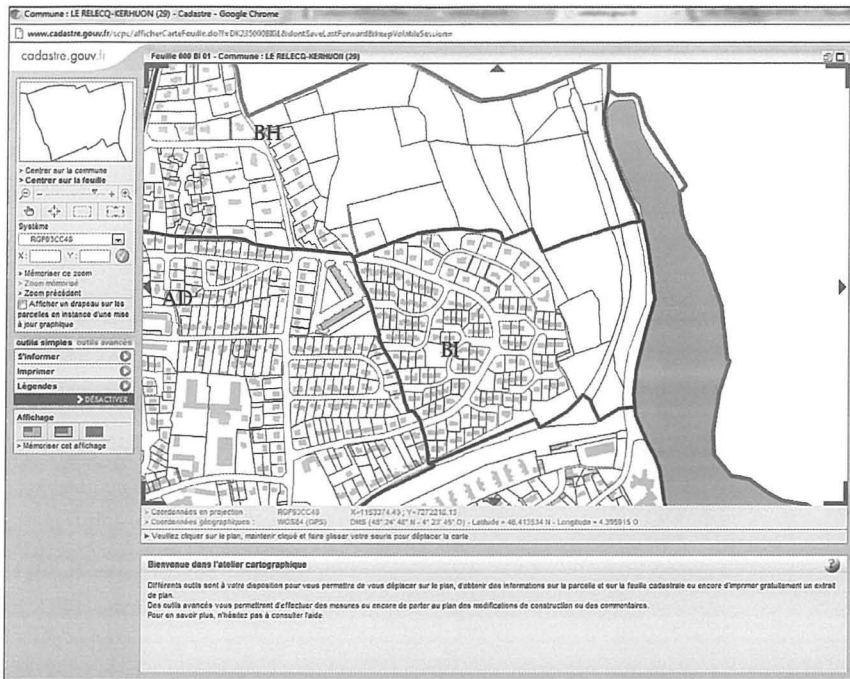 Commune : LE RELECQ-KERHUON (29) - Cadastre - Google Chrome
cadastre.gouv.fr
Feuille 000 BI 01 - Commune : LE RELECQ-KERHUON (29)
> Centrer sur la commune
> Centrer sur la feuille
Système
RGF93CC48
X : Y :
> Mémoriser ce zoom
> Zoom mémorisé
> Zoom précédent
Afficher un drapeau sur les
parcelles en instance d'une mise
à jour graphique
outils simples outils avancés
S'informer
Imprimer
Légendes
> DÉSACTIVER
Affichage
> Mémoriser cet affichage
BH
AD
BI
> Coordonnées en projection RGF93CC48
> Coordonnées géographiques : WGS84 (GPS)
> Veuillez cliquer sur le plan, maintenir cliqué et faire glisser votre souris pour déplacer la carte
Bienvenue dans l'atelier cartographique
Différents outils sont à votre disposition pour vous permettre de vous déplacer sur le plan, d'obtenir des informations sur la parcelle et sur la feuille cadastrale ou encore d'imprimer gratuitement un extrait
de plan.
Des outils avancés vous permettront d'effectuer des mesures ou encore de porter au plan des modifications de construction ou des commentaires.
Pour en savoir plus, n'hésitez pas à consulter l'aide